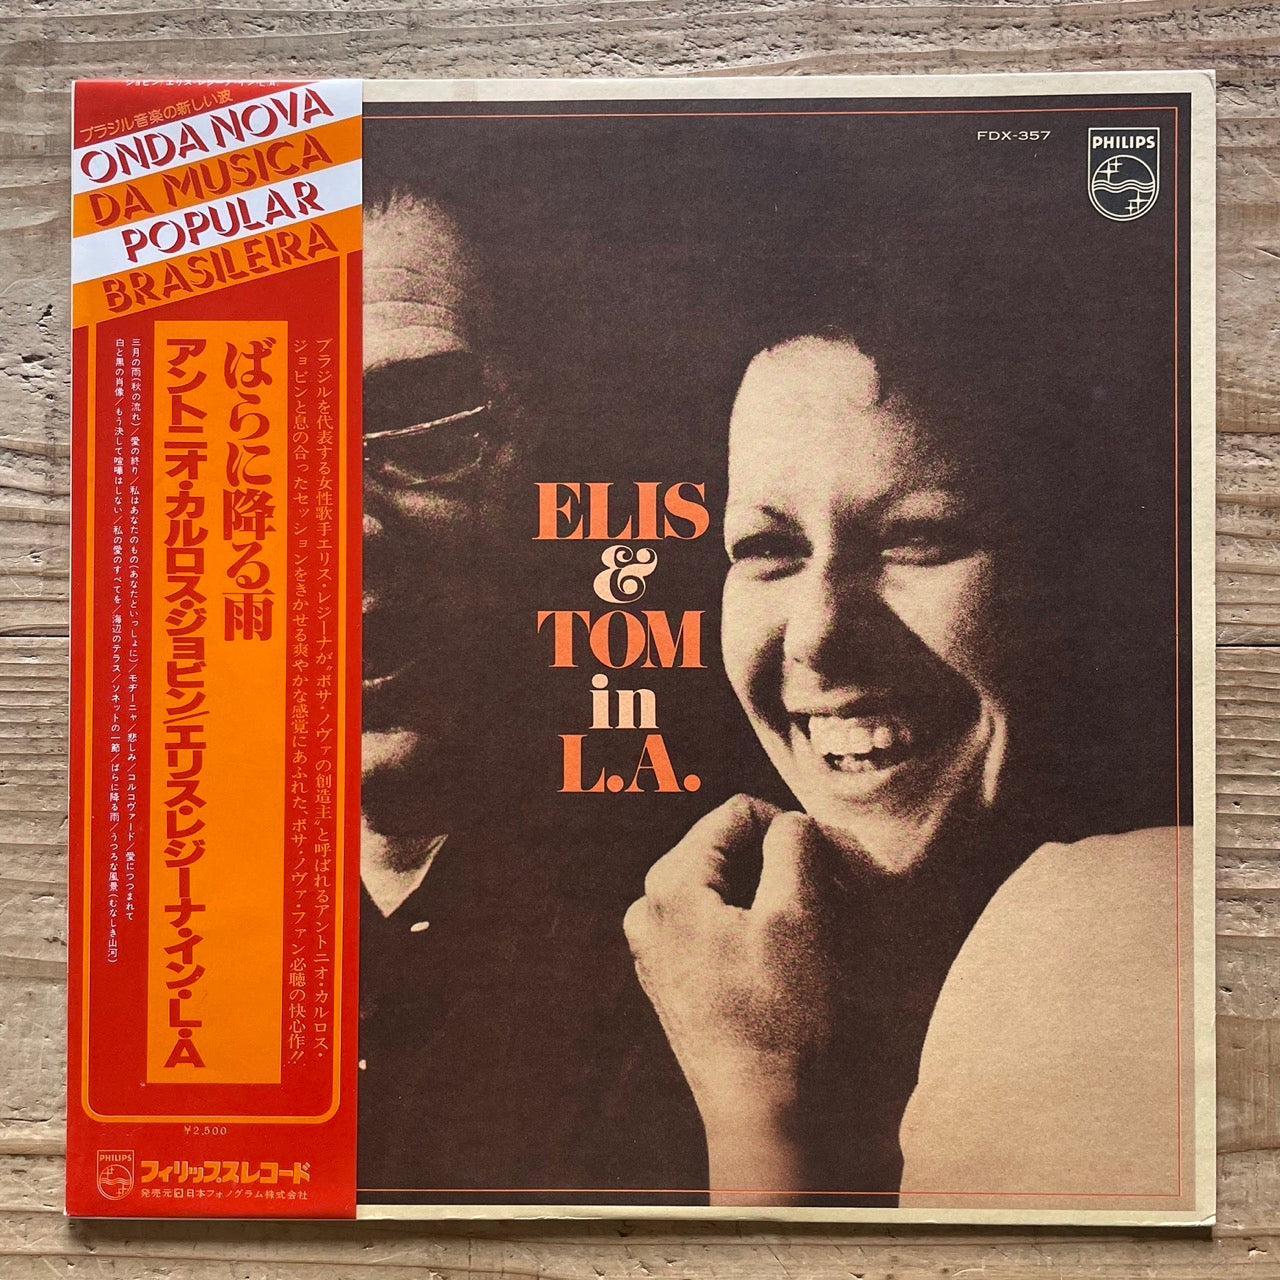 ジョビン/エリス・レジーナ・イン・L.A.
ブラジル音楽の新しい波
ONDA NOVA
DA MUSICA
POPULAR
BRASILEIRA
ブラジルを代表する女性歌手エリス・レジーナが〝ボサ・ノヴァの創造主〟と呼ばれるアントニオ・カルロス・
ジョビンと息の合ったセッションをきかせる爽やかな感覚にあふれた、ボサ・ノヴァ・ファン必聴の快心作!!
ばらに降る雨
アントニオ・カルロス・ジョビン/エリス・レジーナ・イン・L・A
三月の雨(秋の流れ)/愛の終り/私はあなたのもの(あなたといっしょに)/モヂーニャ/悲しみ/コルコヴァード/愛につつまれて
白と黒の肖像/もう決して喧嘩はしない/私の愛のすべてを/海辺のテラス/ソネットの一節/ばらに降る雨/うつろな風景(むなしき山河)
¥2,500
PHILIPS
フィリップスレコード
発売元 日本フォノグラム株式会社
FDX-357
PHILIPS
ELIS
&
TOM
in
L.A.